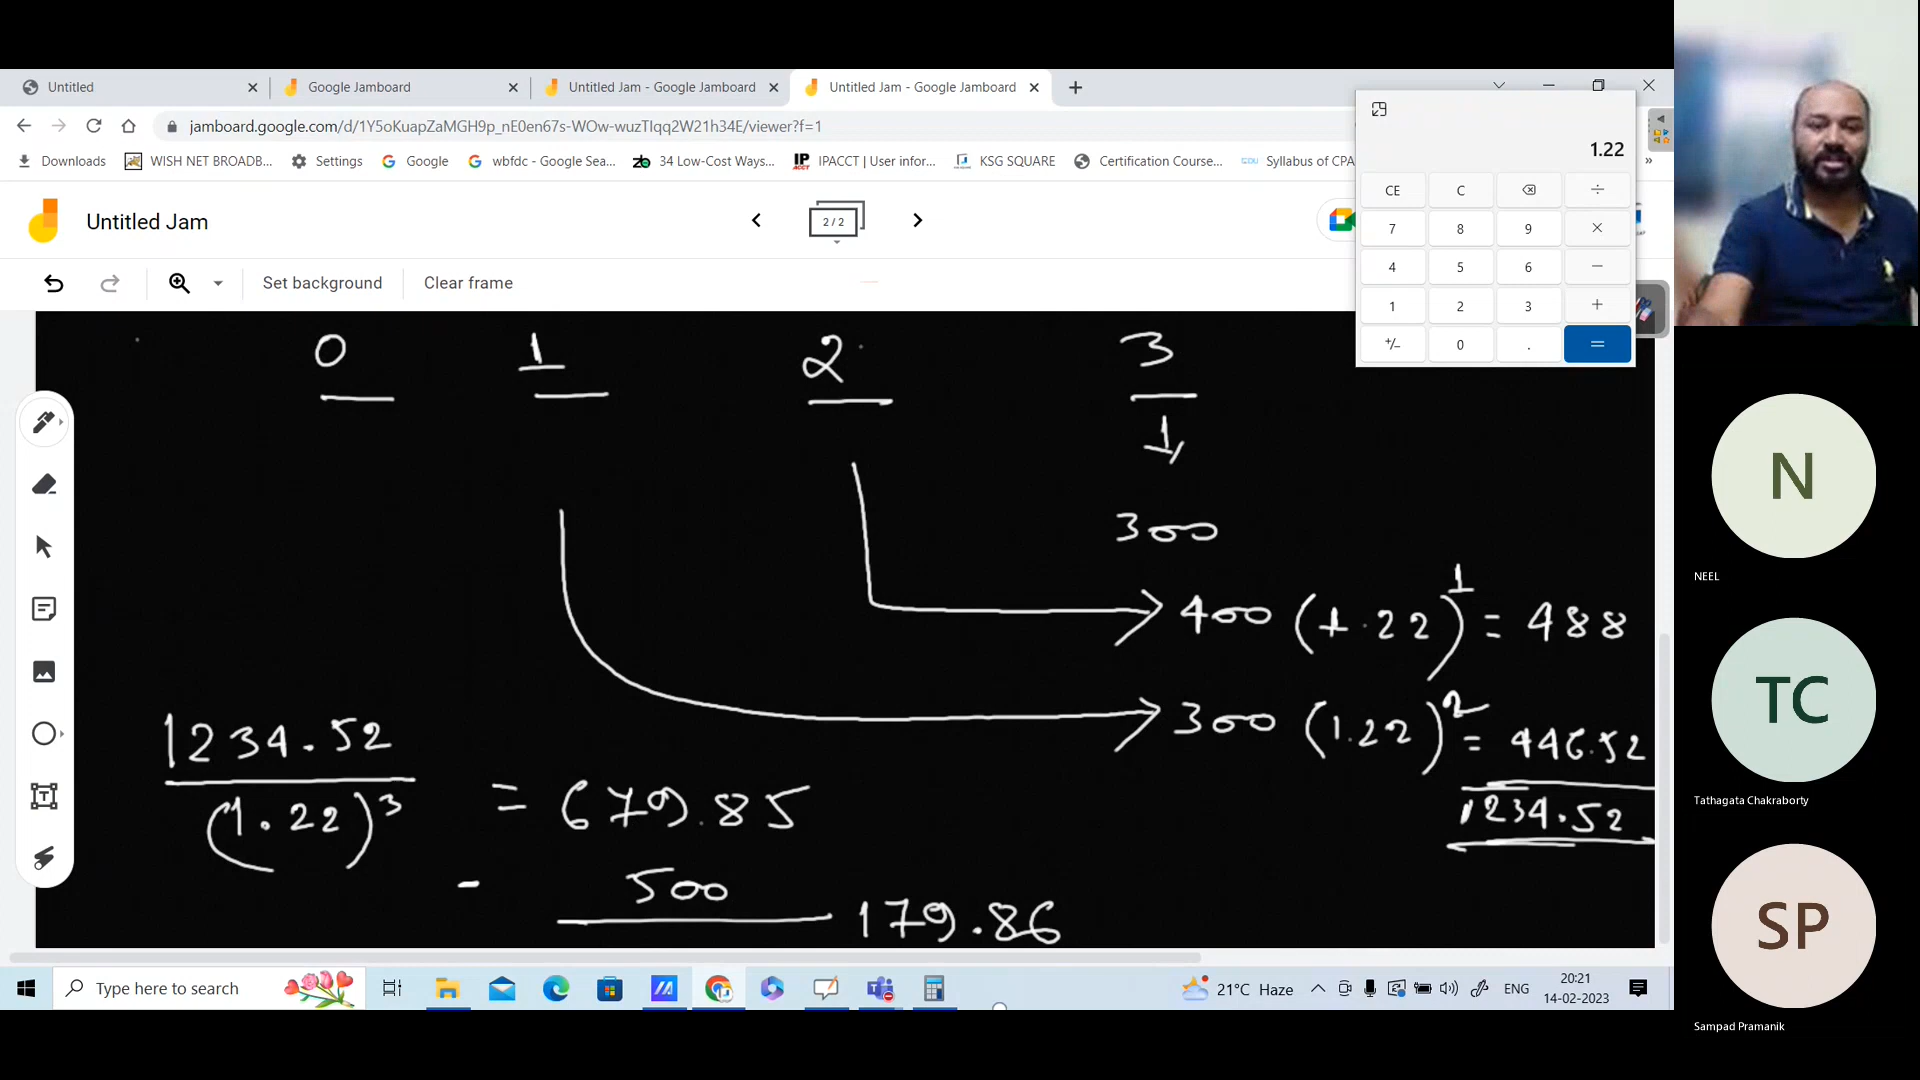 Untitled
Google Jamboard
Untitled Jam - Google Jamboard
Untitled Jam - Google Jamboard
jamboard.google.com/d/1Y5oKuapZaMGH9p_nE0en67s-WOw-wuzTIqq2W21h34E/viewer?f=1
Downloads
WISH NET BROADB...
Settings
Google
wbfdc - Google Sea...
34 Low-Cost Ways...
IPACCT | User infor...
KSG SQUARE
Certification Course...
Syllabus of CPA
»
Untitled Jam
2 / 2
Set background
Clear frame
1.22
CE C ÷
7 8 9 ×
4 5 6 −
1 2 3 +
+/− 0 . =
0 1 2 3
1,
300
400 (1.22)^1 = 488
300 (1.22)^2 = 446.52
1234.52
1234.52
(1.22)^3
= 679.85
- 500
179.86
NEEL
N
TC
Tathagata Chakraborty
SP
Sampad Pramanik
Type here to search
21°C Haze
ENG
20:21
14-02-2023